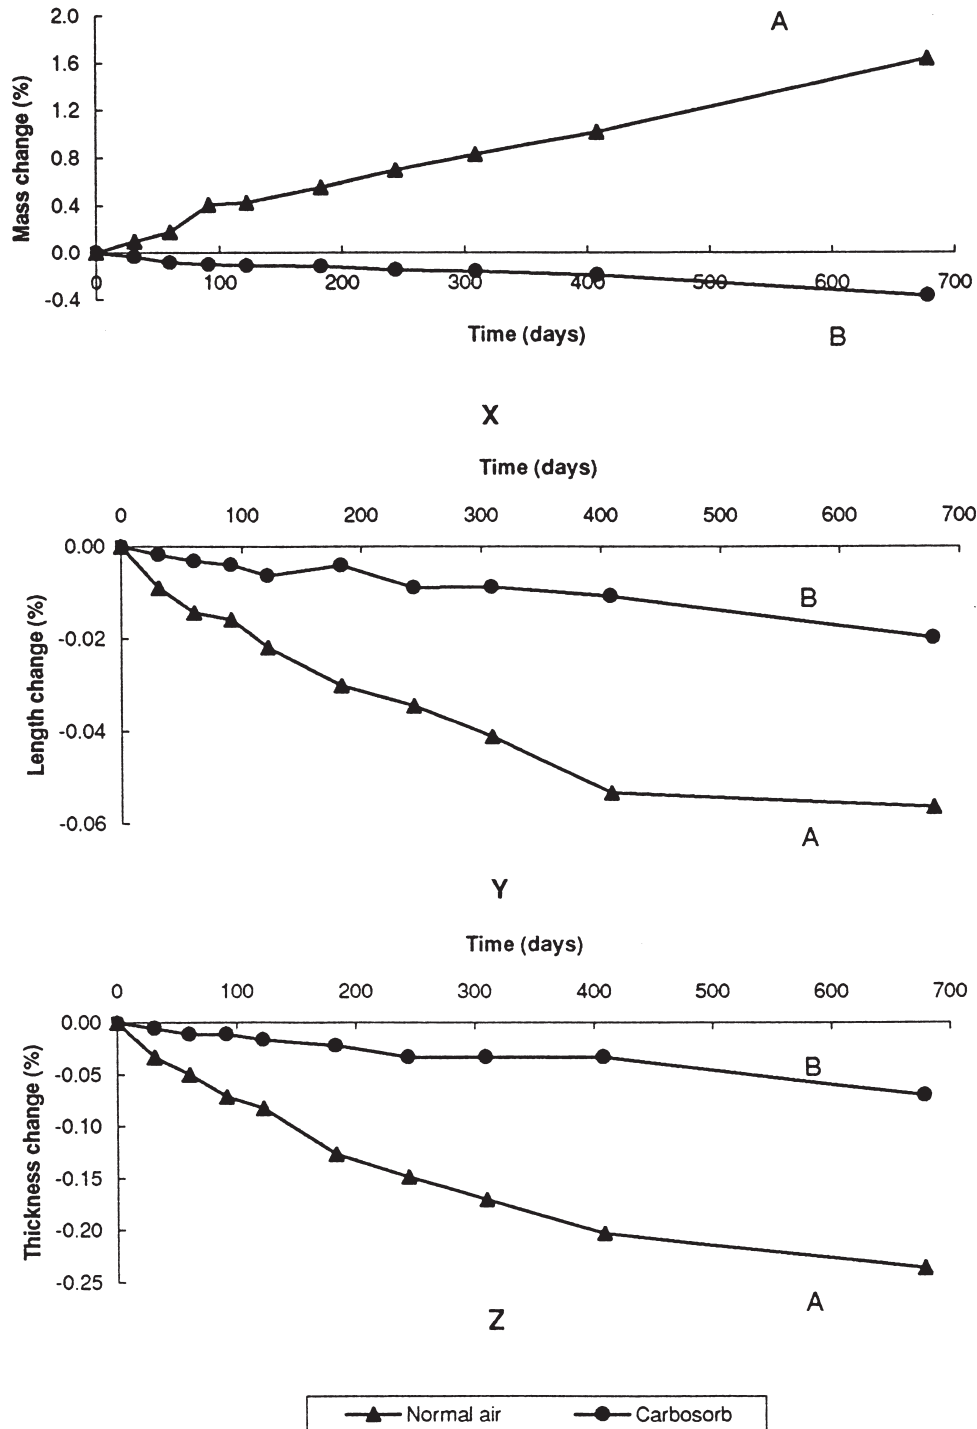 2.0
A
1.6
1.2
0.8
0.4
0.0
-0.4
0 100 200 300 400 500 600 700
Mass change (%)
Time (days)
B
X
Time (days)
0 100 200 300 400 500 600 700
0.00
-0.02
-0.04
-0.06
Length change (%)
B
A
Y
Time (days)
0 100 200 300 400 500 600 700
0.00
-0.05
-0.10
-0.15
-0.20
-0.25
Thickness change (%)
B
A
Z
Normal air Carbosorb